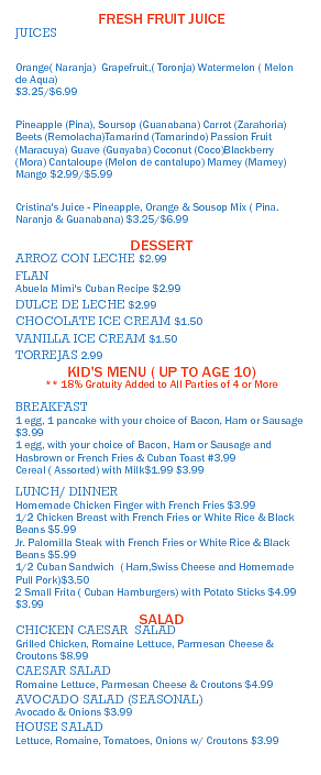 FRESH FRUIT JUICE
JUICES
Orange( Naranja)  Grapefruit,( Toronja) Watermelon ( Melon
de Aqua)
$3.25/$6.99
Pineapple (Pina), Soursop (Guanabana) Carrot (Zarahoria)
Beets (Remolacha)Tamarind (Tamarindo) Passion Fruit
(Maracuya) Guave (Guayaba) Coconut (Coco)Blackberry
(Mora) Cantaloupe (Melon de cantalupo) Mamey (Mamey)
Mango $2.99/$5.99
Cristina's Juice - Pineapple, Orange & Sousop Mix ( Pina.
Naranja & Guanabana) $3.25/$6.99
DESSERT
ARROZ CON LECHE $2.99
FLAN
Abuela Mimi's Cuban Recipe $2.99
DULCE DE LECHE $2.99
CHOCOLATE ICE CREAM $1.50
VANILLA ICE CREAM $1.50
TORREJAS 2.99
KID'S MENU ( UP TO AGE 10)
** 18% Gratuity Added to All Parties of 4 or More
BREAKFAST
1 egg, 1 pancake with your choice of Bacon, Ham or Sausage
$3.99
1 egg, with your choice of Bacon, Ham or Sausage and
Hasbrown or French Fries & Cuban Toast #3.99
Cereal ( Assorted) with Milk$1.99 $3.99
LUNCH/ DINNER
Homemade Chicken Finger with French Fries $3.99
1/2 Chicken Breast with French Fries or White Rice & Black
Beans $5.99
Jr. Palomilla Steak with French Fries or White Rice & Black
Beans $5.99
1/2 Cuban Sandwich  ( Ham,Swiss Cheese and Homemade
Pull Pork)$3.50
2 Small Frita ( Cuban Hamburgers) with Potato Sticks $4.99
$3.99
SALAD
CHICKEN CAESAR  SALAD
Grilled Chicken, Romaine Lettuce, Parmesan Cheese &
Croutons $8.99
CAESAR SALAD
Romaine Lettuce, Parmesan Cheese & Croutons $4.99
AVOCADO SALAD (SEASONAL)
Avocado & Onions $3.99
HOUSE SALAD
Lettuce, Romaine, Tomatoes, Onions w/ Croutons $3.99